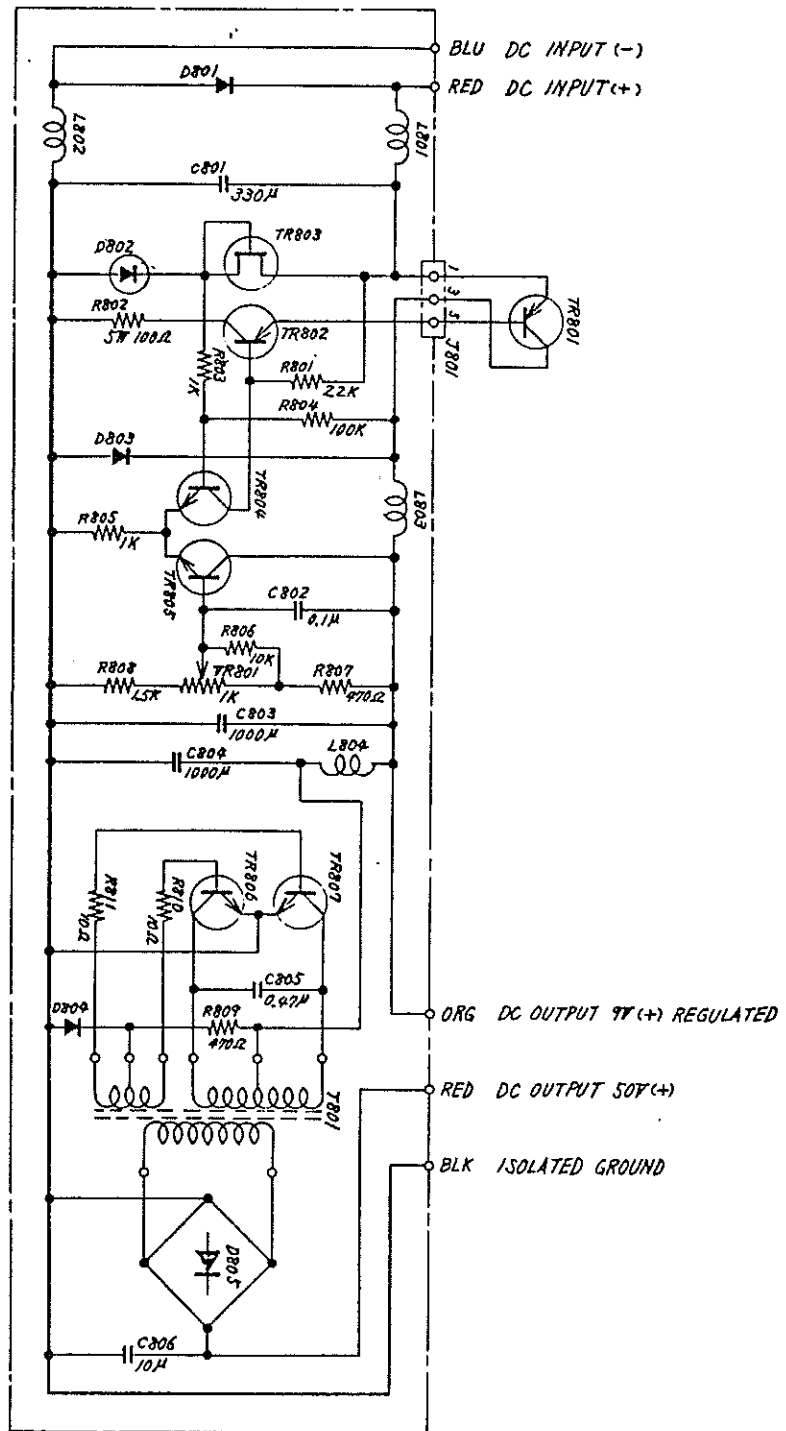 BLU DC INPUT (-)
D801
RED DC INPUT (+)
L802
L801
C801
330μ
TR803
D802
1
3
5
R802
5W 100Ω
TR802
TR801
J801
R803
1K
R801
22K
R804
100K
D803
TR804
L803
R805
1K
TR805
C802
0.1μ
R806
10K
R808
1.5K
VR801
1K
R807
470Ω
C803
1000μ
C804
1000μ
L804
TR806
TR807
R811
10Ω
R810
10Ω
C805
0.47μ
D804
R809
470Ω
ORG DC OUTPUT 9V(+) REGULATED
T801
RED DC OUTPUT 50V(+)
BLK ISOLATED GROUND
D805
C806
10μ